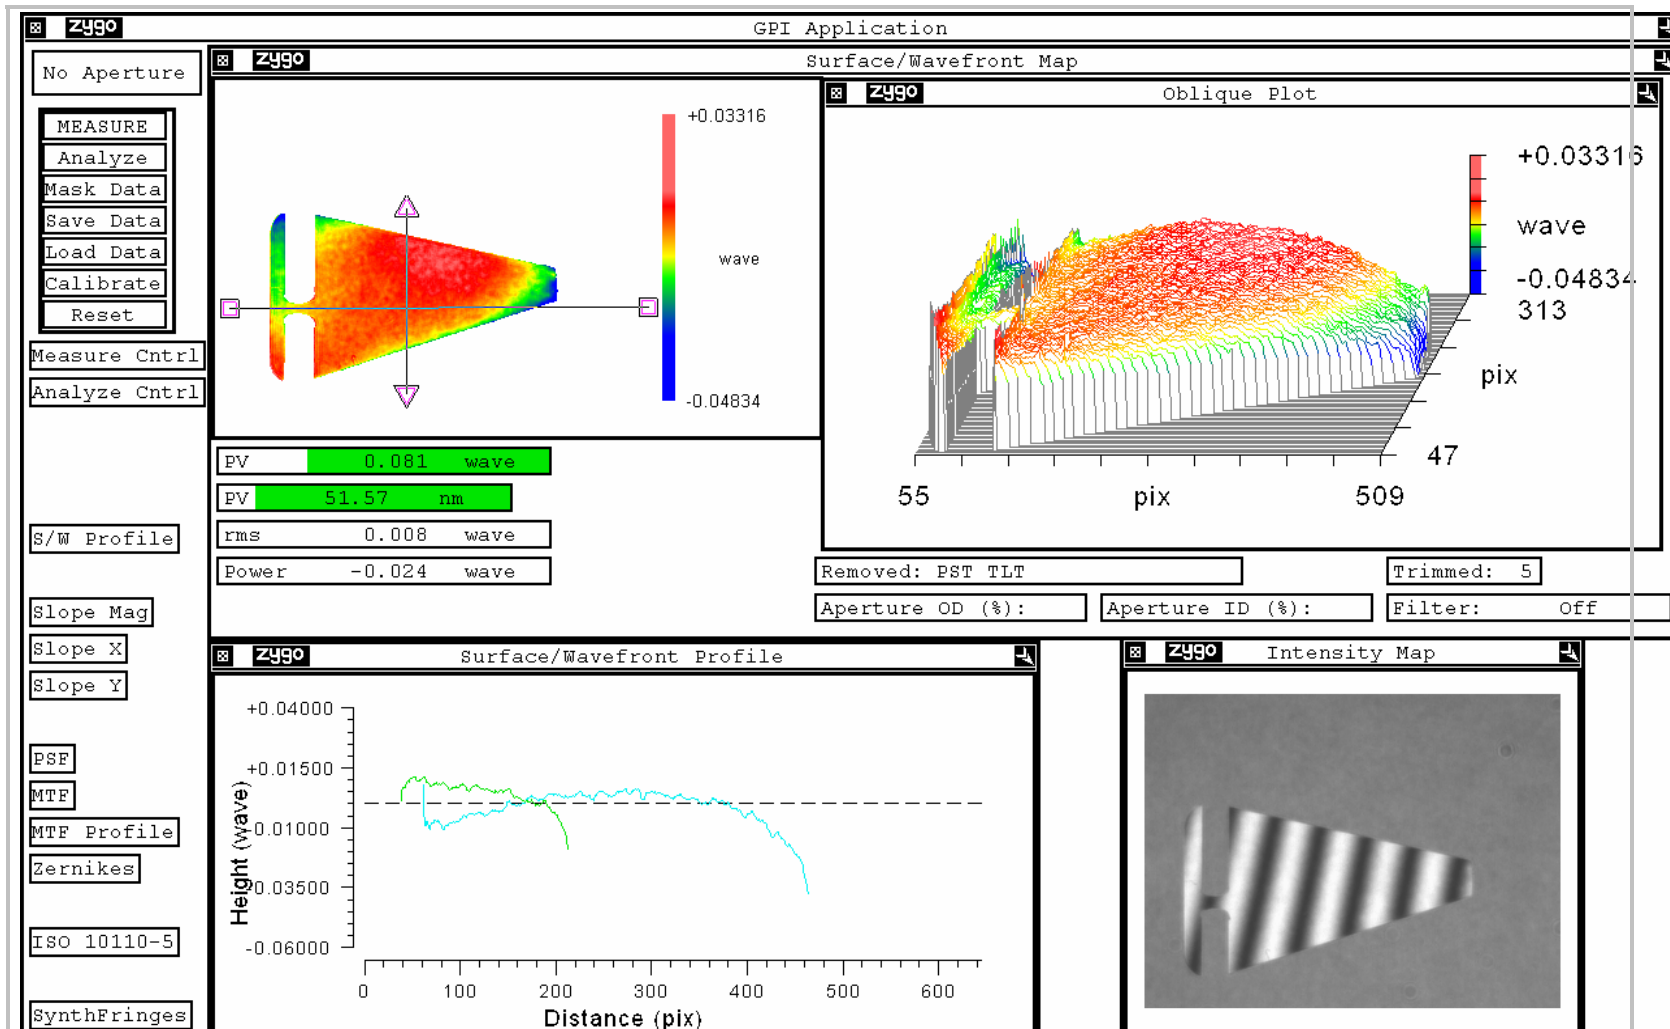 zygo GPI Application
No Aperture
MEASURE
Analyze
Mask Data
Save Data
Load Data
Calibrate
Reset
Measure Cntrl
Analyze Cntrl
S/W Profile
Slope Mag
Slope X
Slope Y
PSF
MTF
MTF Profile
Zernikes
ISO 10110-5
SynthFringes
zygo Surface/Wavefront Map
+0.03316
wave
-0.04834
PV 0.081 wave
PV 51.57 nm
rms 0.008 wave
Power -0.024 wave
zygo Oblique Plot
+0.03316
wave
-0.04834
313
pix
47
55 pix 509
Removed: PST TLT
Trimmed: 5
Aperture OD (%):
Aperture ID (%):
Filter: Off
zygo Surface/Wavefront Profile
+0.04000
+0.01500
-0.01000
-0.03500
-0.06000
Height (wave)
0 100 200 300 400 500 600
Distance (pix)
zygo Intensity Map